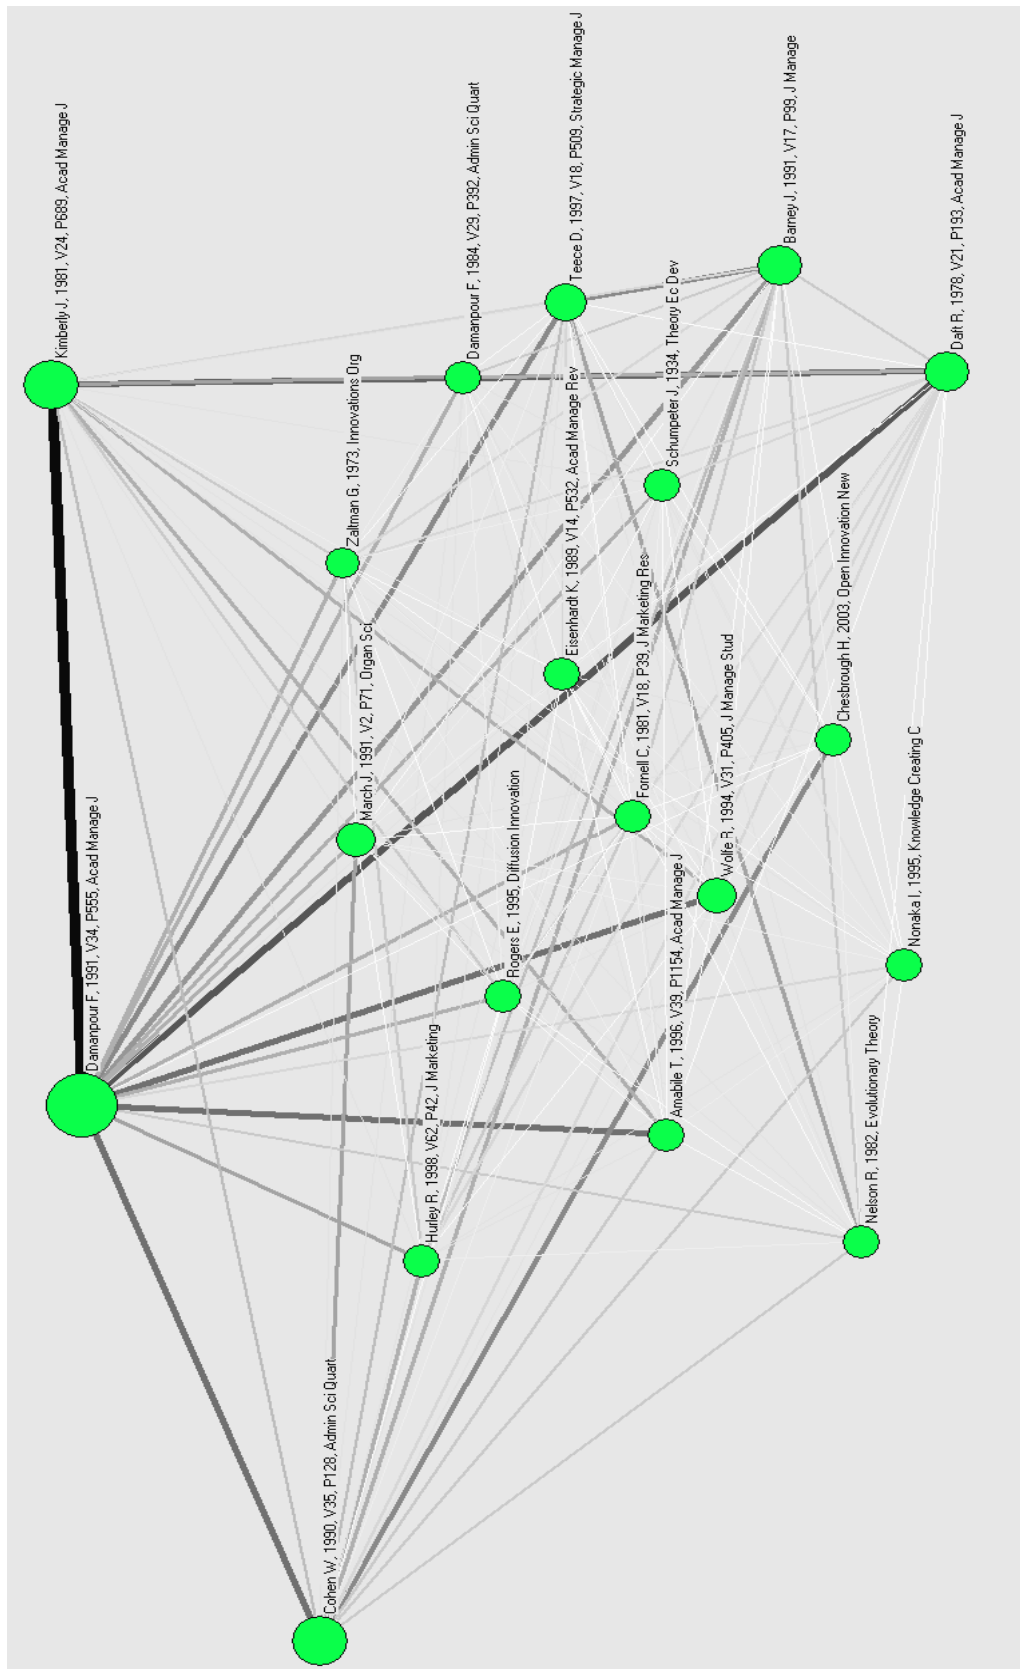 Kimberly J, 1981, V24, P689, Acad Manage J
Damanpour F, 1984, V29, P392, Admin Sci Quart
Teece D, 1997, V18, P509, Strategic Manage J
Barney J, 1991, V17, P99, J Manage
Daft R, 1978, V21, P193, Acad Manage J
Zaltman G, 1973, Innovations Org
Schumpeter J, 1934, Theory Ec Dev
Eisenhardt K, 1989, V14, P532, Acad Manage Rev
March J, 1991, V2, P71, Organ Sci
Fornell C, 1981, V18, P39, J Marketing Res
Chesbrough H, 2003, Open Innovation New
Wolfe R, 1994, V31, P405, J Manage Stud
Nonaka I, 1995, Knowledge Creating C
Rogers E, 1995, Diffusion Innovation
Damanpour F, 1991, V34, P555, Acad Manage J
Amabile T, 1996, V39, P1154, Acad Manage J
Hurley R, 1998, V62, P42, J Marketing
Nelson R, 1982, Evolutionary Theory
Cohen W, 1990, V35, P128, Admin Sci Quart